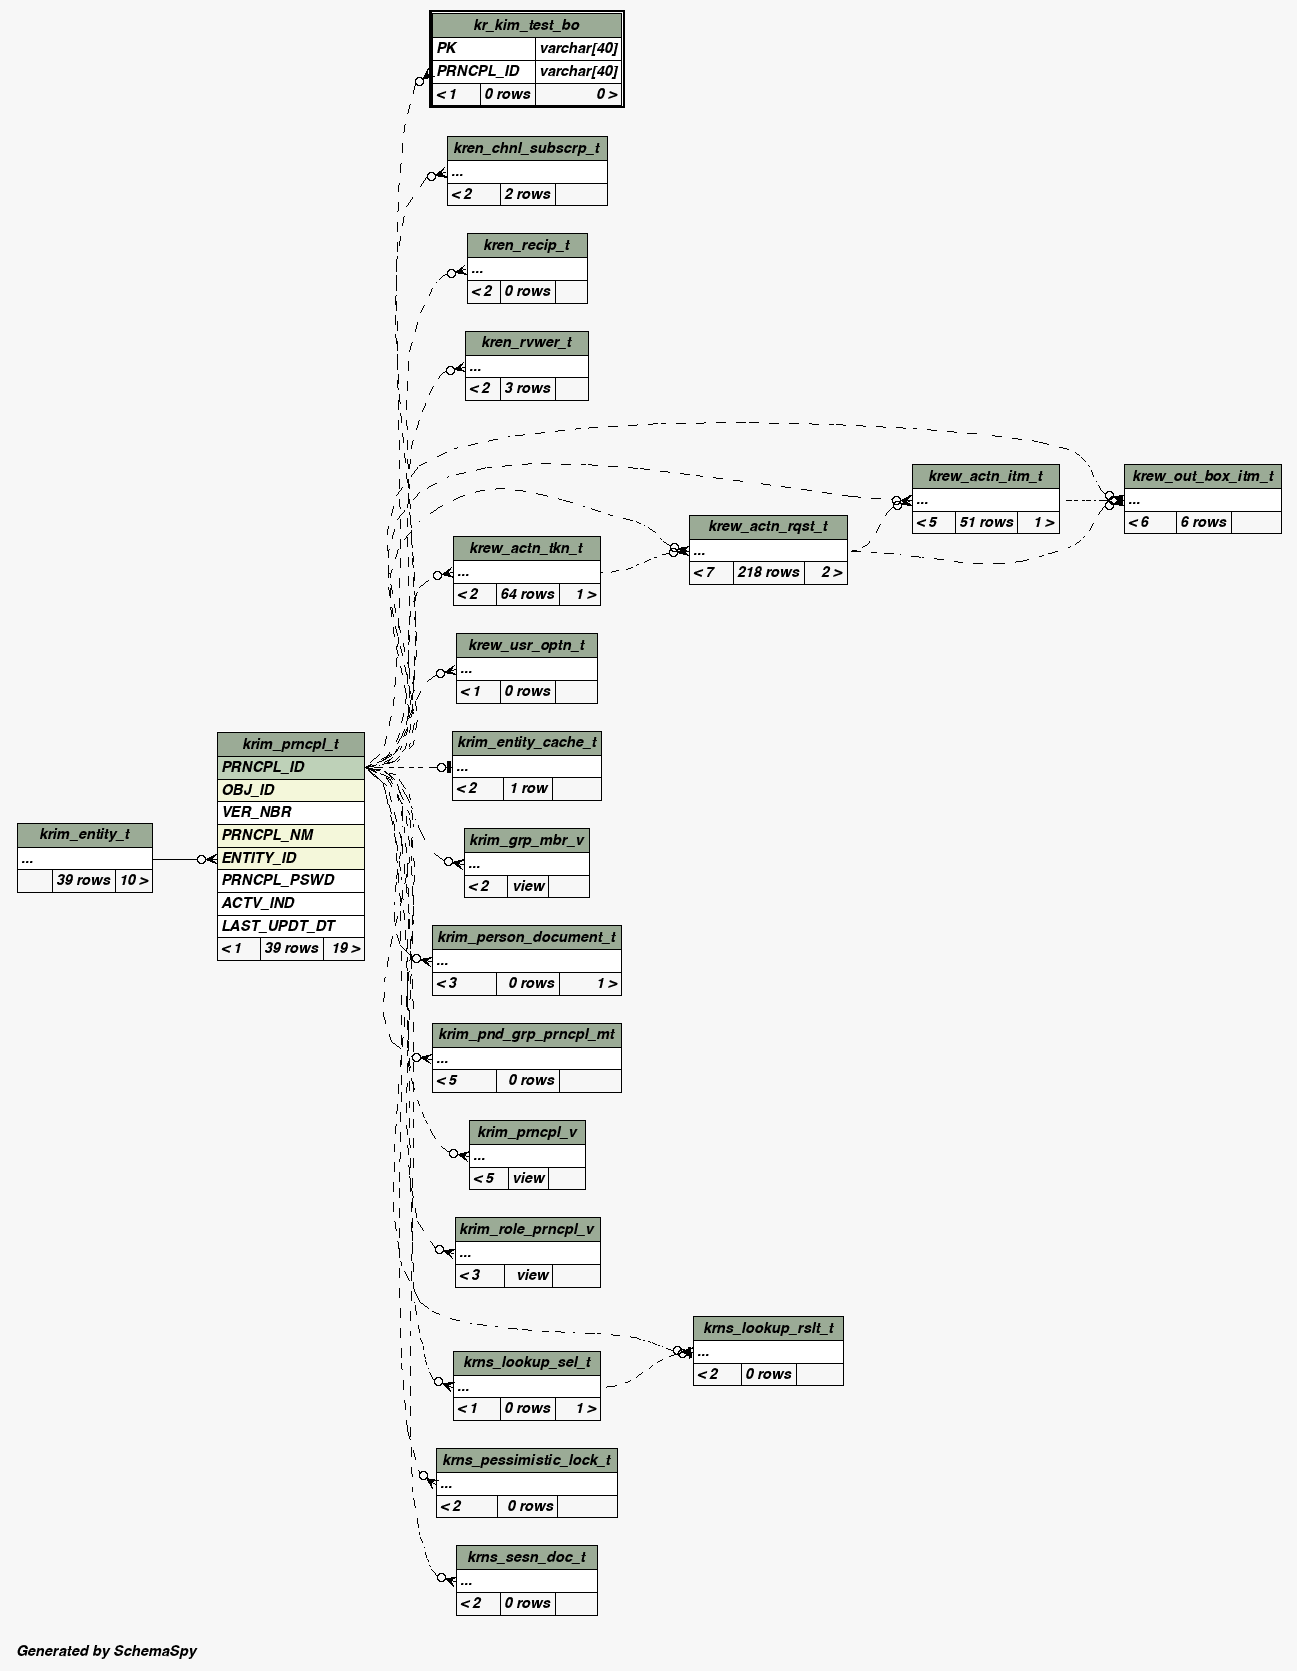 kr_kim_test_bo
PK varchar[40]
PRNCPL_ID varchar[40]
< 1 0 rows 0 >
kren_chnl_subscrp_t
...
< 2 2 rows
kren_recip_t
...
< 2 0 rows
kren_rvwer_t
...
< 2 3 rows
krew_actn_itm_t
...
< 5 51 rows 1 >
krew_out_box_itm_t
...
< 6 6 rows
krew_actn_rqst_t
...
< 7 218 rows 2 >
krew_actn_tkn_t
...
< 2 64 rows 1 >
krew_usr_optn_t
...
< 1 0 rows
krim_prncpl_t
PRNCPL_ID
OBJ_ID
VER_NBR
PRNCPL_NM
ENTITY_ID
PRNCPL_PSWD
ACTV_IND
LAST_UPDT_DT
< 1 39 rows 19 >
krim_entity_t
...
39 rows 10 >
krim_entity_cache_t
...
< 2 1 row
krim_grp_mbr_v
...
< 2 view
krim_person_document_t
...
< 3 0 rows 1 >
krim_pnd_grp_prncpl_mt
...
< 5 0 rows
krim_prncpl_v
...
< 5 view
krim_role_prncpl_v
...
< 3 view
krns_lookup_rslt_t
...
< 2 0 rows
krns_lookup_sel_t
...
< 1 0 rows 1 >
krns_pessimistic_lock_t
...
< 2 0 rows
krns_sesn_doc_t
...
< 2 0 rows
Generated by SchemaSpy